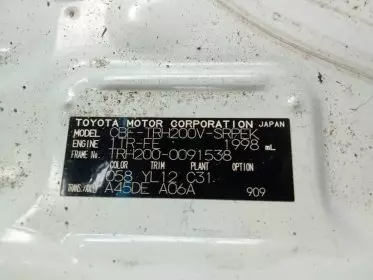 TOYOTA MOTOR CORPORATION JAPAN
MODEL CBF-TRH200V-SRPEK
ENGINE 1TR-FE 1998 mL
FRAME No. TRH200-0091538
COLOR TRIM PLANT OPTION
058 YL12 C31
TRANS./AXLE A45DE A06A 909